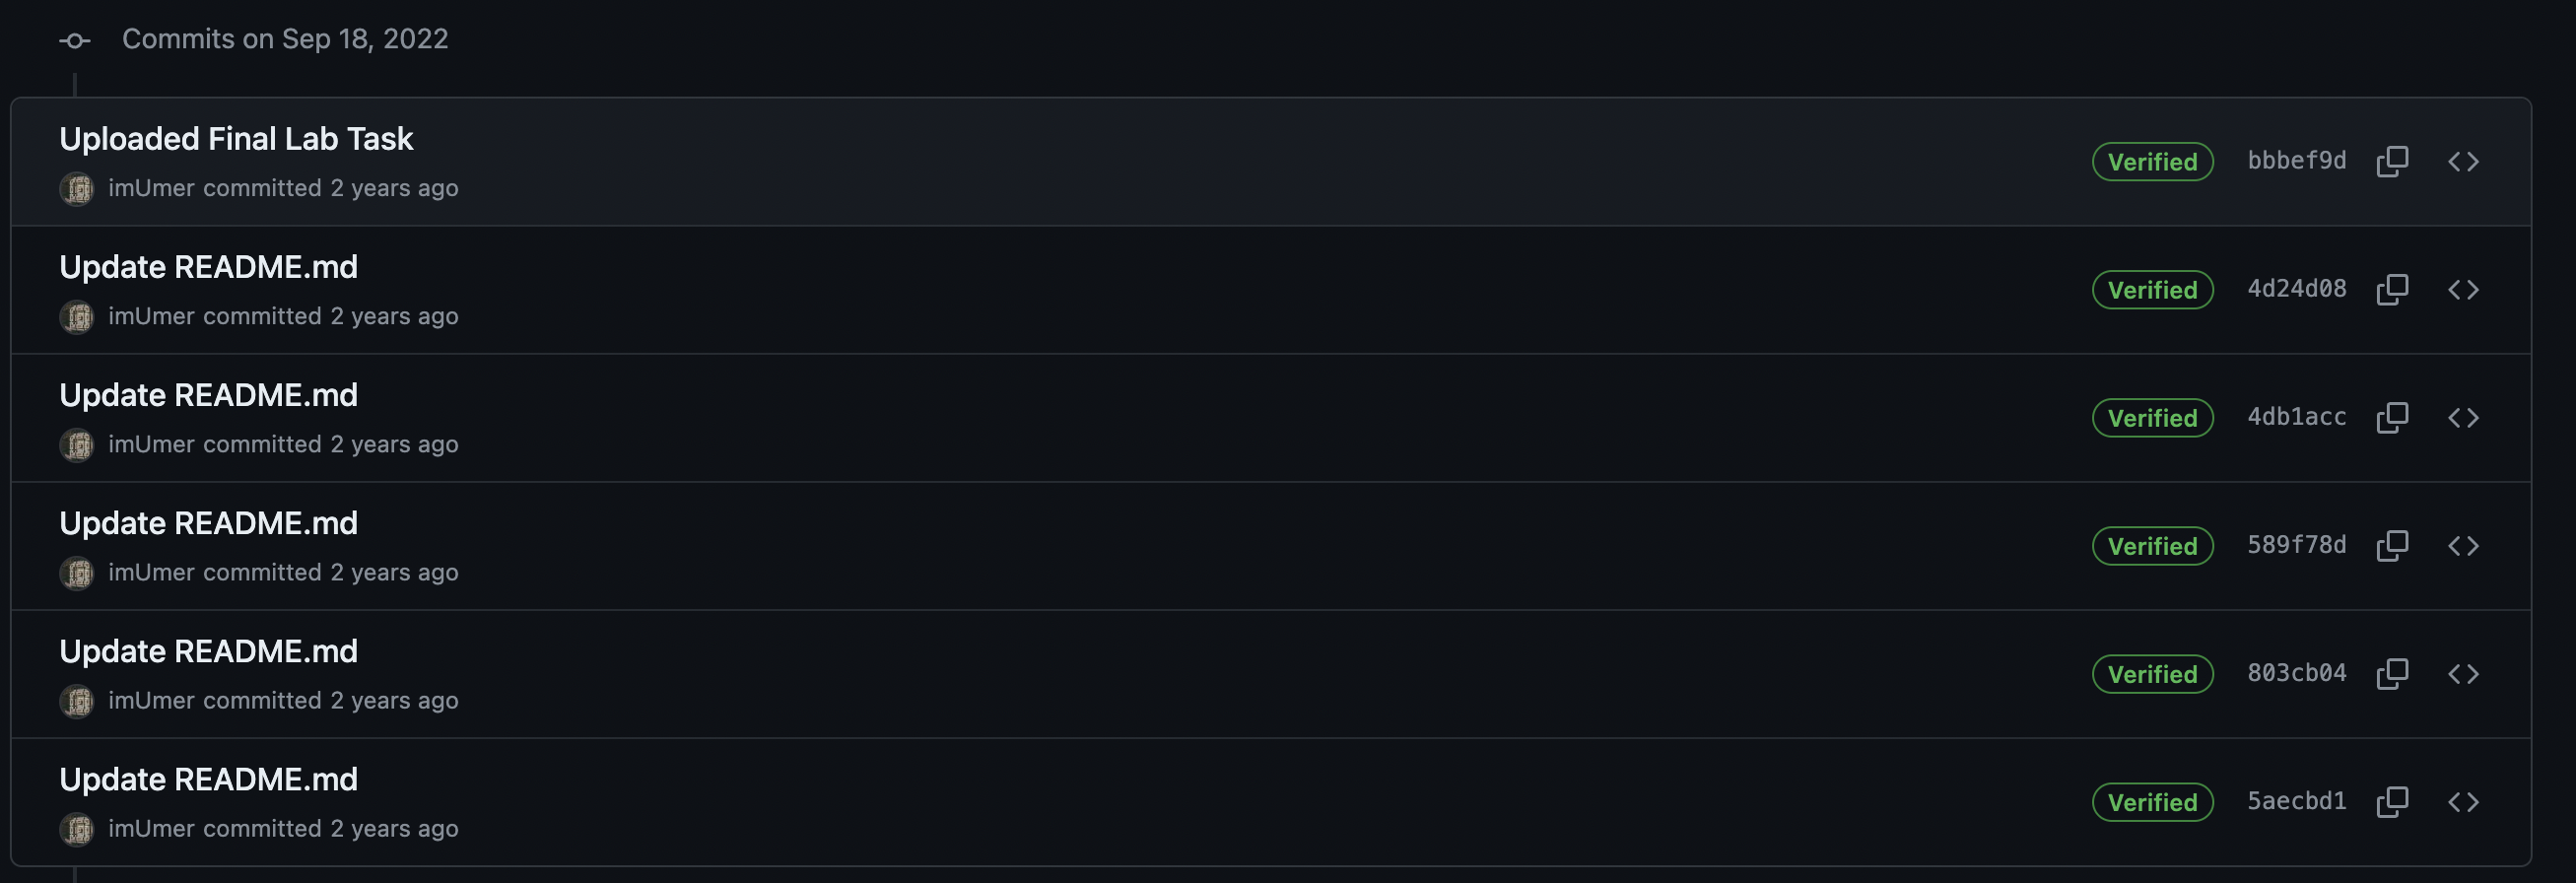 Commits on Sep 18, 2022
Uploaded Final Lab Task
imUmer committed 2 years ago
Verified bbbef9d
Update README.md
imUmer committed 2 years ago
Verified 4d24d08
Update README.md
imUmer committed 2 years ago
Verified 4db1acc
Update README.md
imUmer committed 2 years ago
Verified 589f78d
Update README.md
imUmer committed 2 years ago
Verified 803cb04
Update README.md
imUmer committed 2 years ago
Verified 5aecbd1